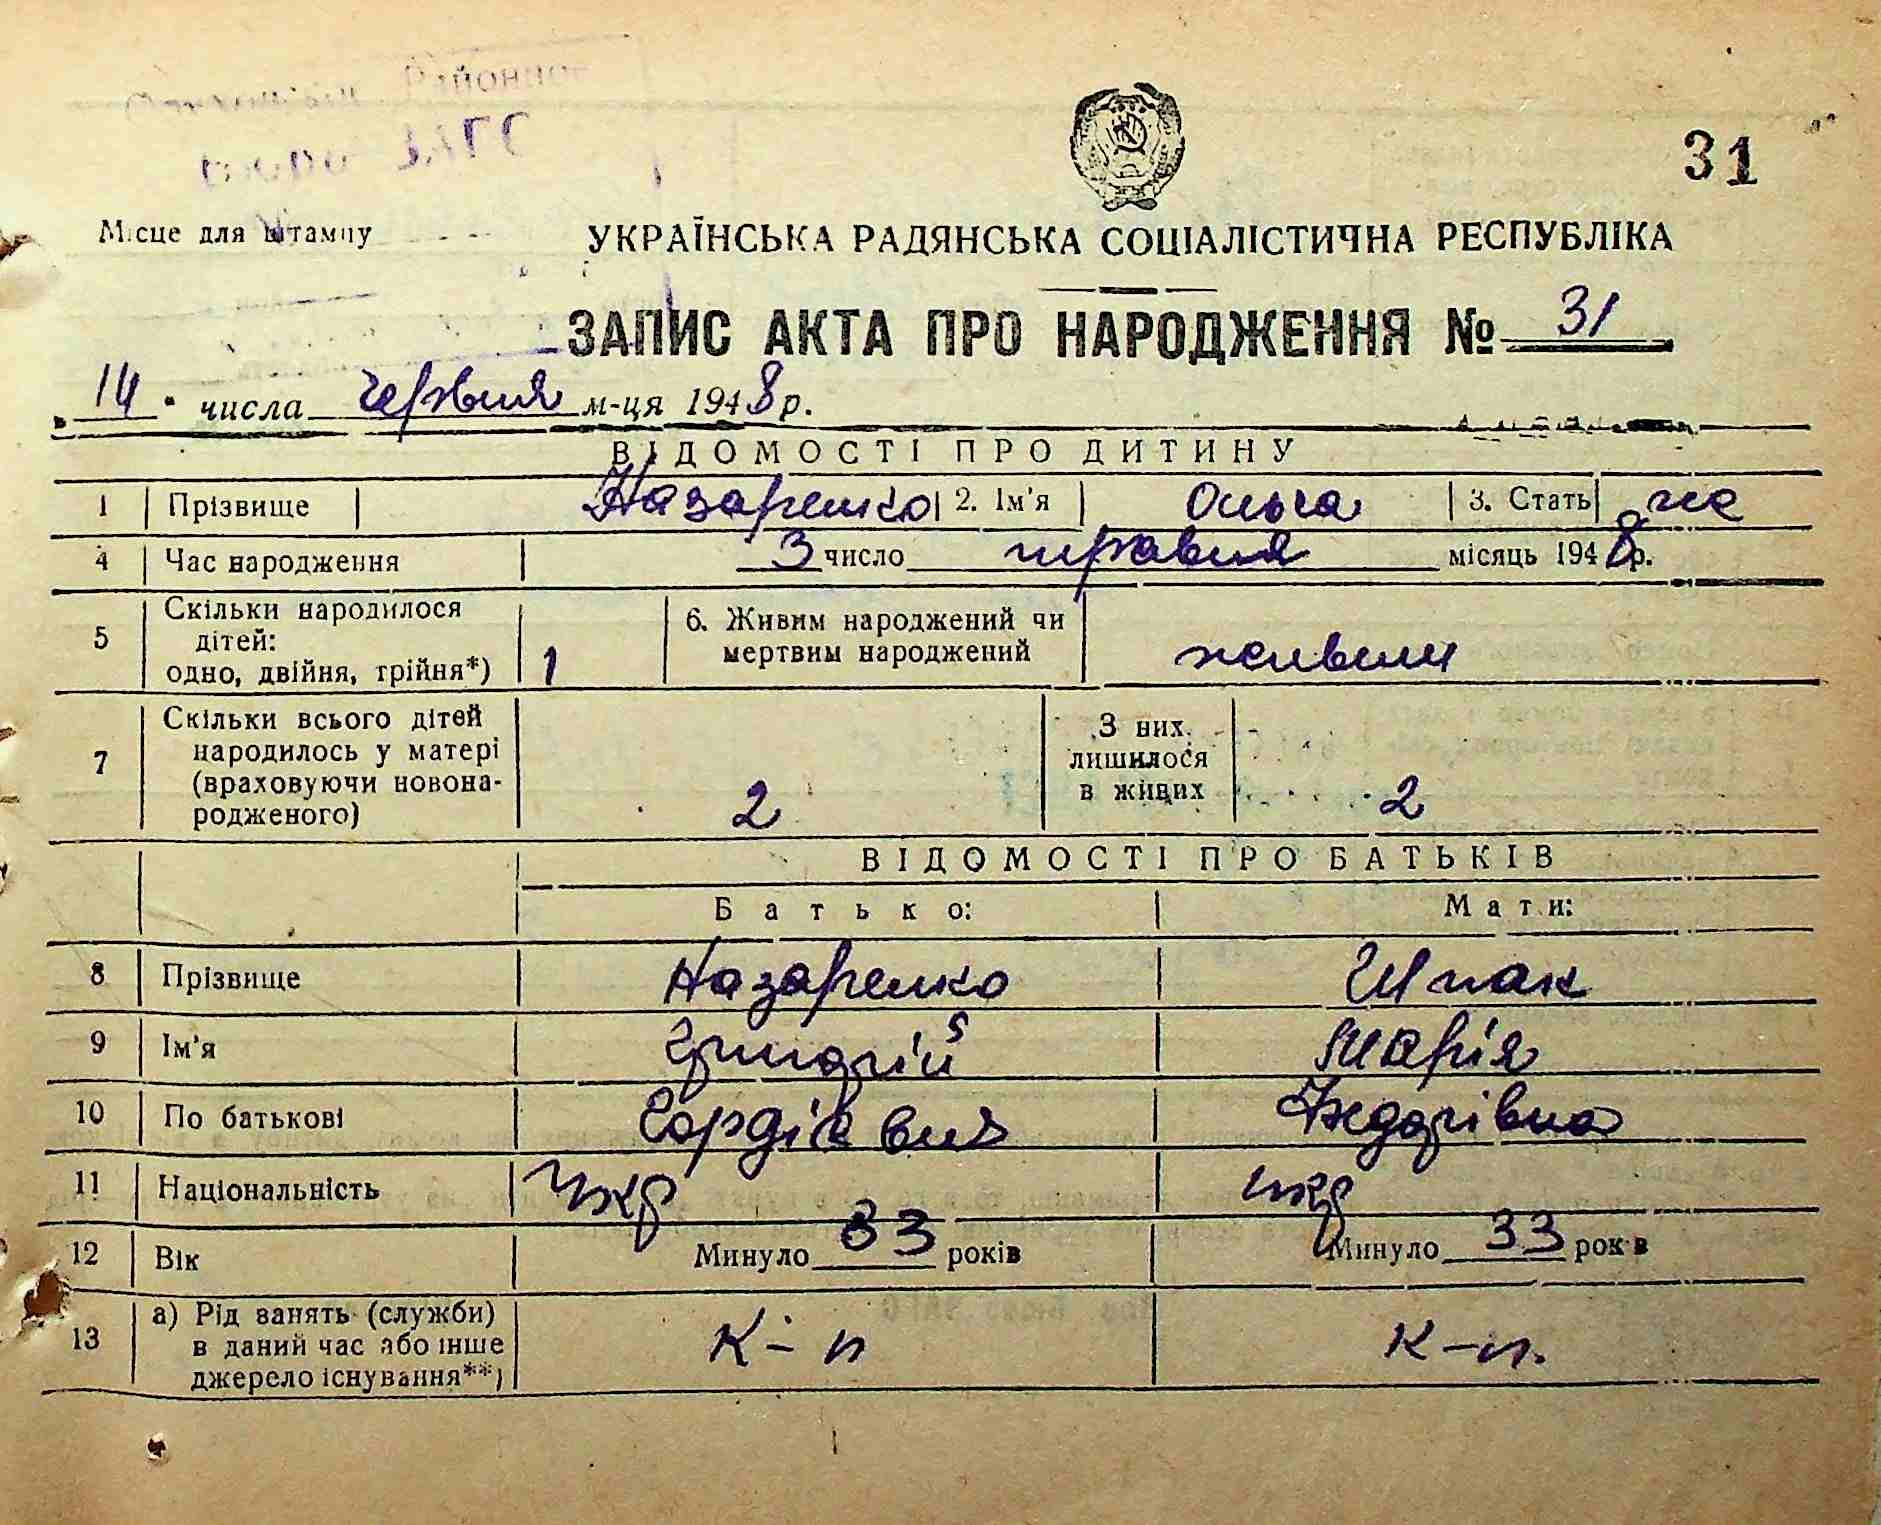 Районне
ЗАГС
31
Місце для штампу
УКРАЇНСЬКА РАДЯНСЬКА СОЦІАЛІСТИЧНА РЕСПУБЛІКА
ЗАПИС АКТА ПРО НАРОДЖЕННЯ № 31
„14“ числа червня м-ця 1948 р.
ВІДОМОСТІ ПРО ДИТИНУ
1 Прізвище Назаренко 2. Ім'я Ольга 3. Стать жс
4 Час народження 3 число травня місяць 1948 р.
5 Скільки народилося дітей: одно, двійня, трійня*) 1 6. Живим народжений чи мертвим народжений живим
7 Скільки всього дітей народилось у матері (враховуючи новонародженого) 2 З них лишилося в живих 2
ВІДОМОСТІ ПРО БАТЬКІВ
Батько: Мати:
8 Прізвище Назаренко Шпак
9 Ім'я Григорій Марія
10 По батькові Гордієвич Федорівна
11 Національність Укр укр
12 Вік Минуло 33 років Минуло 33 років
13 а) Рід занять (служби) в даний час або інше джерело існування**) к-п к-п.